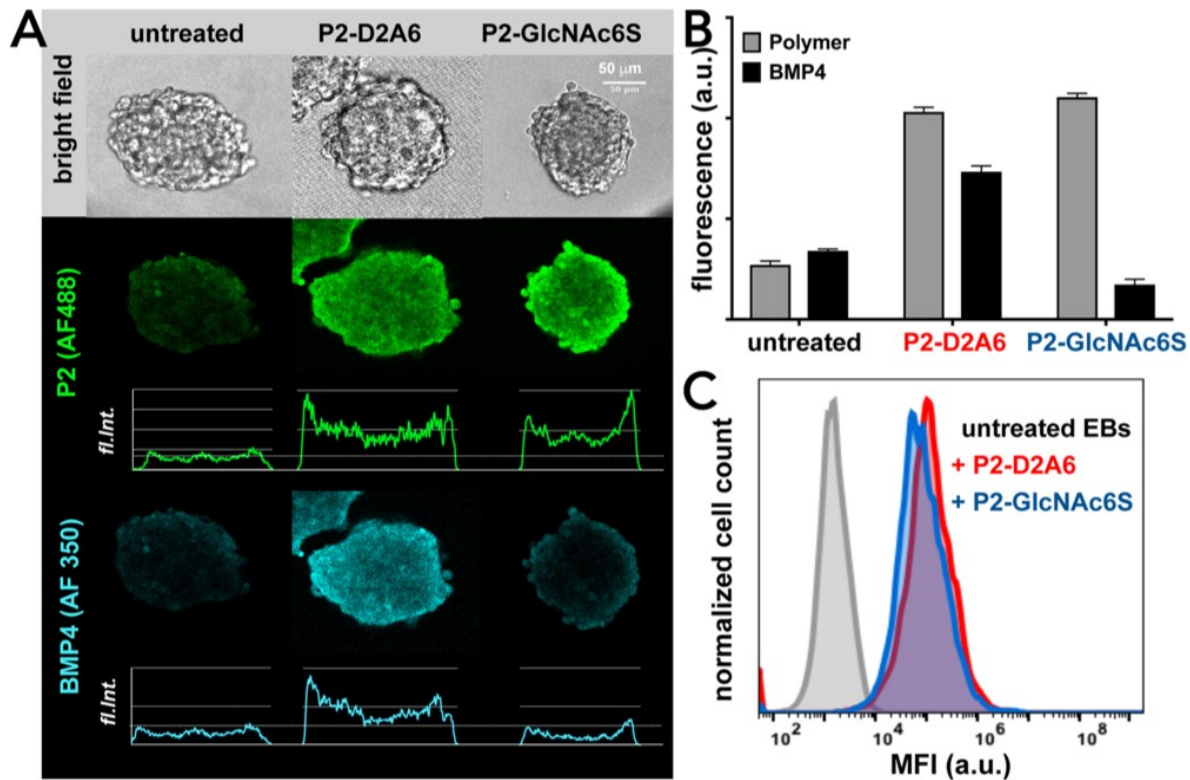 A
untreated
P2-D2A6
P2-GlcNAc6S
bright field
50 μm
50 μm
P2 (AF488)
fl.Int.
BMP4 (AF 350)
fl.Int.
B
Polymer
BMP4
fluorescence (a.u.)
untreated
P2-D2A6
P2-GlcNAc6S
C
untreated EBs
+ P2-D2A6
+ P2-GlcNAc6S
normalized cell count
10² 10⁴ 10⁶ 10⁸
MFI (a.u.)